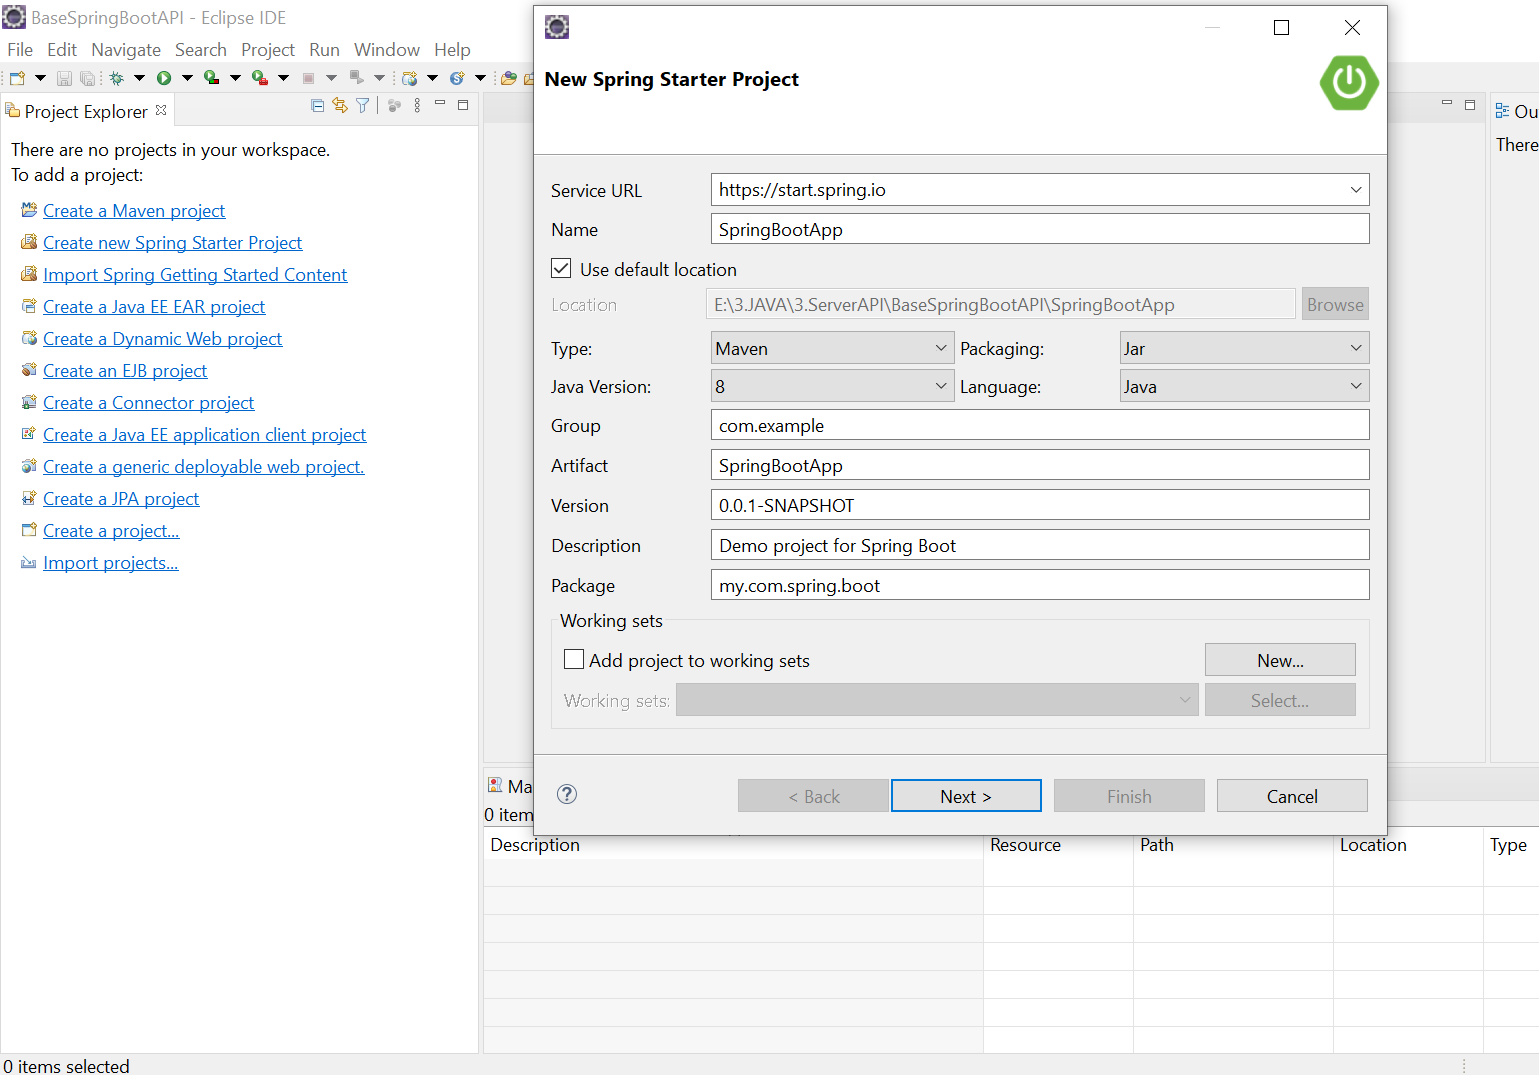 BaseSpringBootAPI - Eclipse IDE
File Edit Navigate Search Project Run Window Help
Project Explorer
There are no projects in your workspace.
To add a project:
Create a Maven project
Create new Spring Starter Project
Import Spring Getting Started Content
Create a Java EE EAR project
Create a Dynamic Web project
Create an EJB project
Create a Connector project
Create a Java EE application client project
Create a generic deployable web project.
Create a JPA project
Create a project...
Import projects...
New Spring Starter Project
Service URL https://start.spring.io
Name SpringBootApp
Use default location
Location E:\3.JAVA\3.ServerAPI\BaseSpringBootAPI\SpringBootApp Browse
Type: Maven Packaging: Jar
Java Version: 8 Language: Java
Group com.example
Artifact SpringBootApp
Version 0.0.1-SNAPSHOT
Description Demo project for Spring Boot
Package my.com.spring.boot
Working sets
Add project to working sets New...
Working sets: Select...
< Back Next > Finish Cancel
Ou
There
Ma
0 item
Description Resource Path Location Type
0 items selected